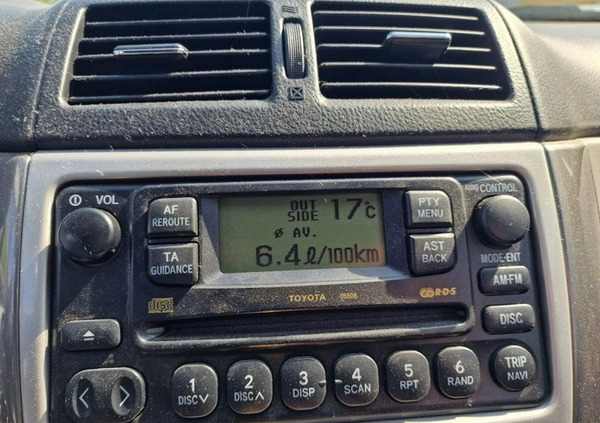 VOL
AF
REROUTE
TA
GUIDANCE
OUT
SIDE 17°C
ø AV.
6.4ℓ/100km
PTY
MENU
AST
BACK
AUDIO CONTROL
MODE-ENT
AM·FM
DISC
TOYOTA
R·D·S
1
DISC∨
2
DISC∧
3
DISP
4
SCAN
5
RPT
6
RAND
TRIP
NAVI